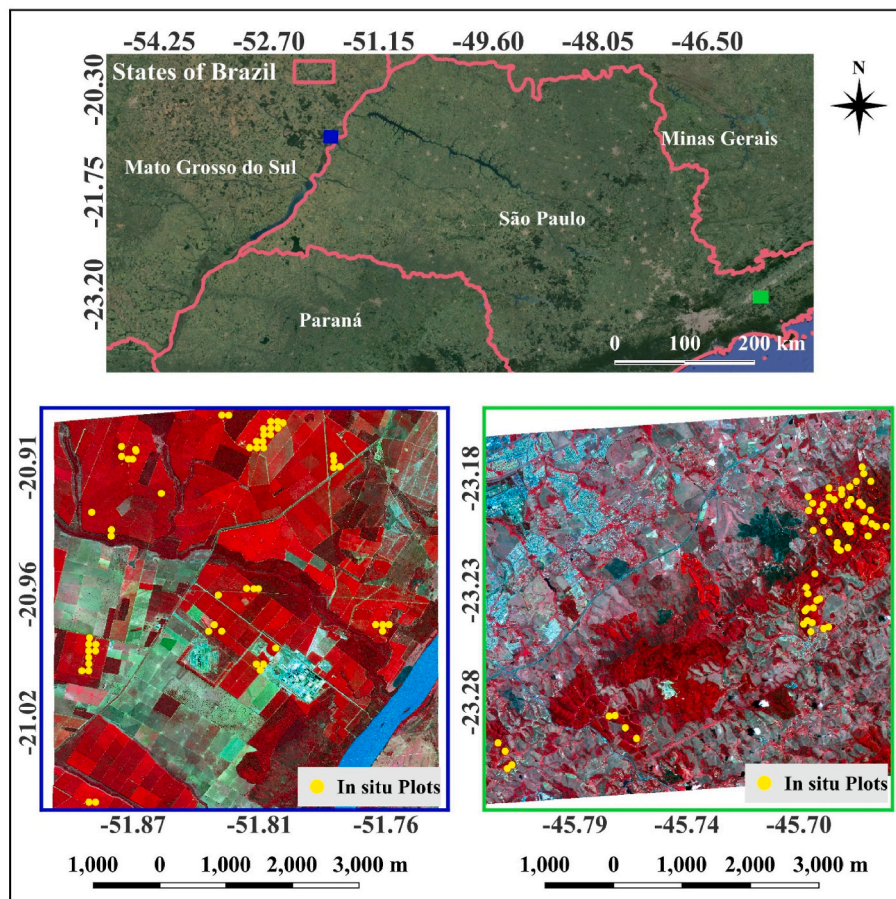 -54.25 -52.70 -51.15 -49.60 -48.05 -46.50
-20.30
-21.75
-23.20
States of Brazil
N
Minas Gerais
Mato Grosso do Sul
São Paulo
Paraná
0 100 200 km
-20.91
-20.96
-21.02
In situ Plots
-51.87 -51.81 -51.76
1,000 0 1,000 2,000 3,000 m
-23.18
-23.23
-23.28
In situ Plots
-45.79 -45.74 -45.70
1,000 0 1,000 2,000 3,000 m